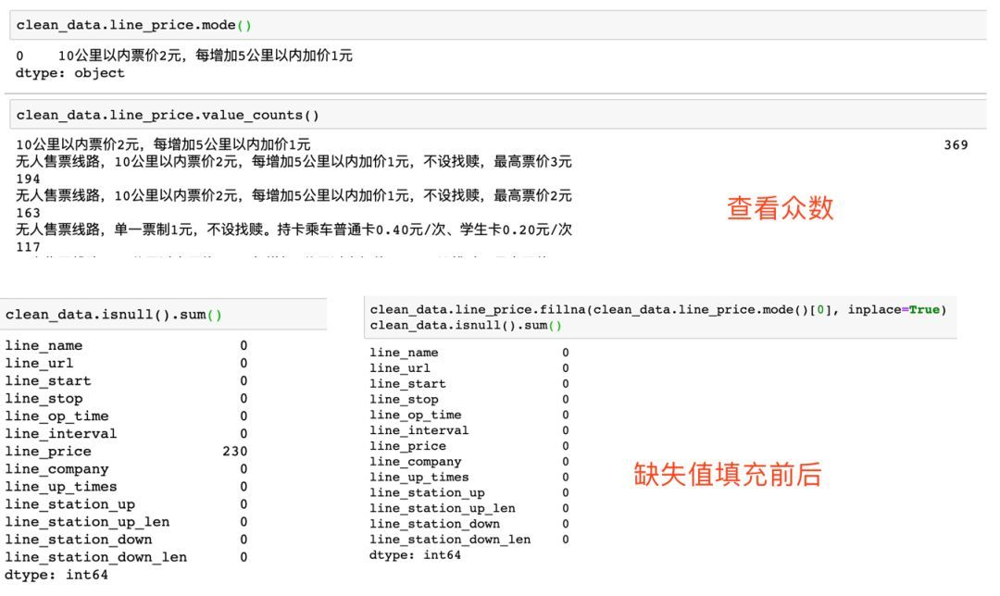 clean_data.line_price.mode()
0 10公里以内票价2元，每增加5公里以内加价1元
dtype: object
clean_data.line_price.value_counts()
10公里以内票价2元，每增加5公里以内加价1元 369
无人售票线路，10公里以内票价2元，每增加5公里以内加价1元，不设找赎，最高票价3元
194
无人售票线路，10公里以内票价2元，每增加5公里以内加价1元，不设找赎，最高票价2元
163
无人售票线路，单一票制1元，不设找赎。持卡乘车普通卡0.40元/次、学生卡0.20元/次
117
查看众数
clean_data.isnull().sum()
line_name 0
line_url 0
line_start 0
line_stop 0
line_op_time 0
line_interval 0
line_price 230
line_company 0
line_up_times 0
line_station_up 0
line_station_up_len 0
line_station_down 0
line_station_down_len 0
dtype: int64
clean_data.line_price.fillna(clean_data.line_price.mode()[0], inplace=True)
clean_data.isnull().sum()
line_name 0
line_url 0
line_start 0
line_stop 0
line_op_time 0
line_interval 0
line_price 0
line_company 0
line_up_times 0
line_station_up 0
line_station_up_len 0
line_station_down 0
line_station_down_len 0
dtype: int64
缺失值填充前后